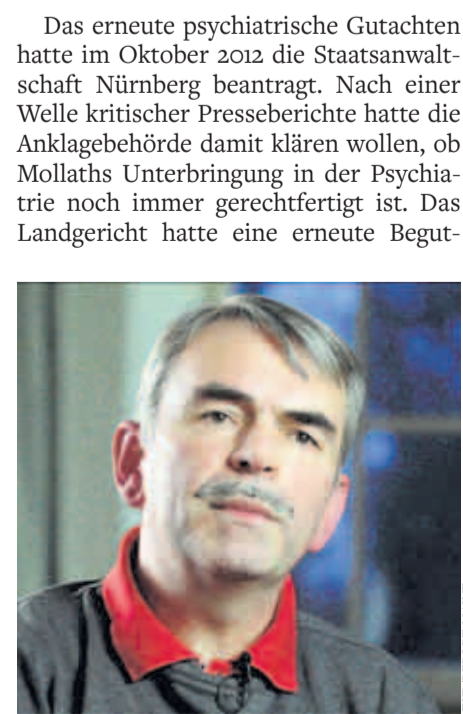 Das erneute psychiatrische Gutachten
hatte im Oktober 2012 die Staatsanwalt-
schaft Nürnberg beantragt. Nach einer
Welle kritischer Presseberichte hatte die
Anklagebehörde damit klären wollen, ob
Mollaths Unterbringung in der Psychia-
trie noch immer gerechtfertigt ist. Das
Landgericht hatte eine erneute Begut-